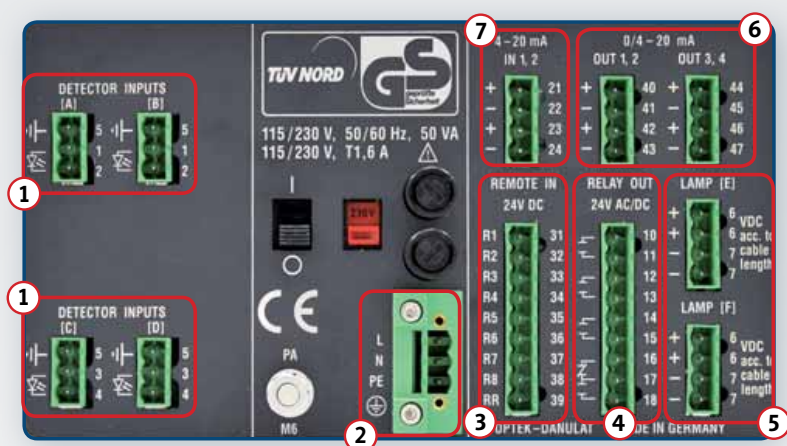 DETECTOR INPUTS
[A] [B]
5 5
1 1
2 2
1
DETECTOR INPUTS
[C] [D]
5 5
3 3
4 4
1
TÜV NORD
GS
geprüfte
Sicherheit
115/230 V, 50/60 Hz, 50 VA
115/230 V, T1,6 A
230V
CE
PA
M6
L
N
PE
2
7
4-20 mA
IN 1, 2
+ 21
- 22
+ 23
- 24
6
0/4-20 mA
OUT 1, 2 OUT 3, 4
+ 40 + 44
- 41 - 45
+ 42 + 46
- 43 - 47
REMOTE IN
24V DC
R1 31
R2 32
R3 33
R4 34
R5 35
R6 36
R7 37
R8 38
RR 39
3
RELAY OUT
24V AC/DC
10
11
12
13
14
15
16
17
18
4
LAMP [E]
+ 6 VDC
+ 6 acc. to
- 7 cable
- 7 length
LAMP [F]
+ 6 VDC
+ 6 acc. to
- 7 cable
- 7 length
5
OPTEK-DANULAT DE IN GERMANY